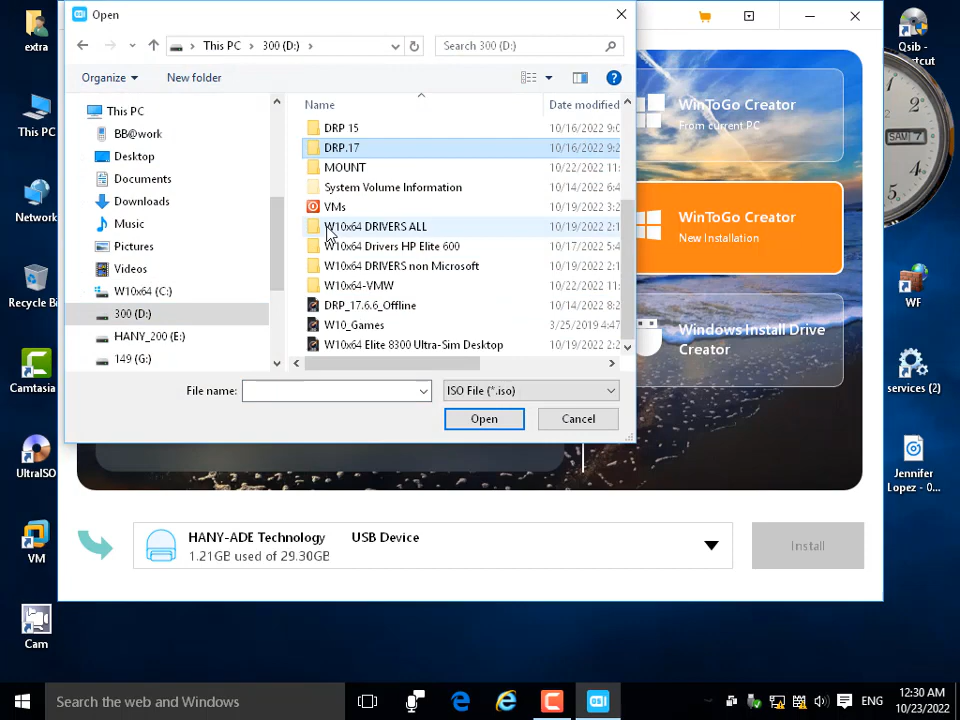 Open
This PC
300 (D:)
Search 300 (D:)
Organize
New folder
This PC
BB@work
Desktop
Documents
Downloads
Music
Pictures
Videos
W10x64 (C:)
300 (D:)
HANY_200 (E:)
149 (G:)
Name
Date modified
DRP 15
10/16/2022 9:0
DRP.17
10/16/2022 9:2
MOUNT
10/22/2022 11:
System Volume Information
10/14/2022 6:4
VMs
10/19/2022 3:2
W10x64 DRIVERS ALL
10/19/2022 2:1
W10x64 Drivers HP Elite 600
10/17/2022 5:4
W10x64 DRIVERS non Microsoft
10/19/2022 2:1
W10x64-VMW
10/22/2022 11:
DRP_17.6.6_Offline
10/14/2022 8:2
W10_Games
3/25/2019 4:47
W10x64 Elite 8300 Ultra-Sim Desktop
10/19/2022 2:2
File name:
ISO File (*.iso)
Open
Cancel
WinToGo Creator
From current PC
WinToGo Creator
New Installation
Windows Install Drive
Creator
HANY-ADE Technology USB Device
1.21GB used of 29.30GB
Install
extra
This PC
Network
Recycle Bi
Camtasia
UltraISO
VM
Cam
Qsib -
rtcut
SAM 7
WF
services (2)
Jennifer
Lopez - 0...
Search the web and Windows
ENG
12:30 AM
10/23/2022